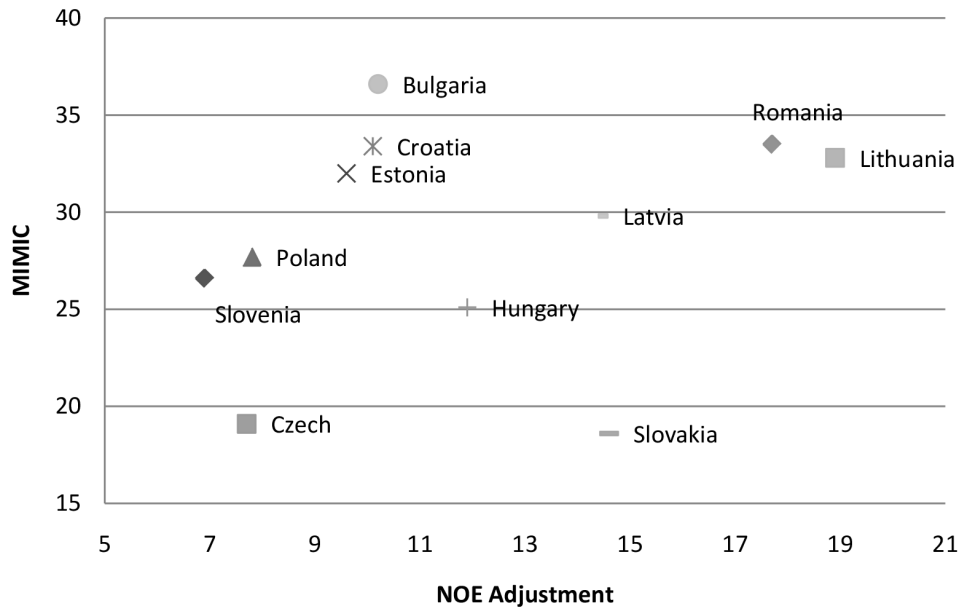 40
Bulgaria
35
Romania
Croatia
Lithuania
Estonia
30
Latvia
MIMIC
Poland
25
Slovenia
Hungary
20
Czech
Slovakia
15
5 7 9 11 13 15 17 19 21
NOE Adjustment